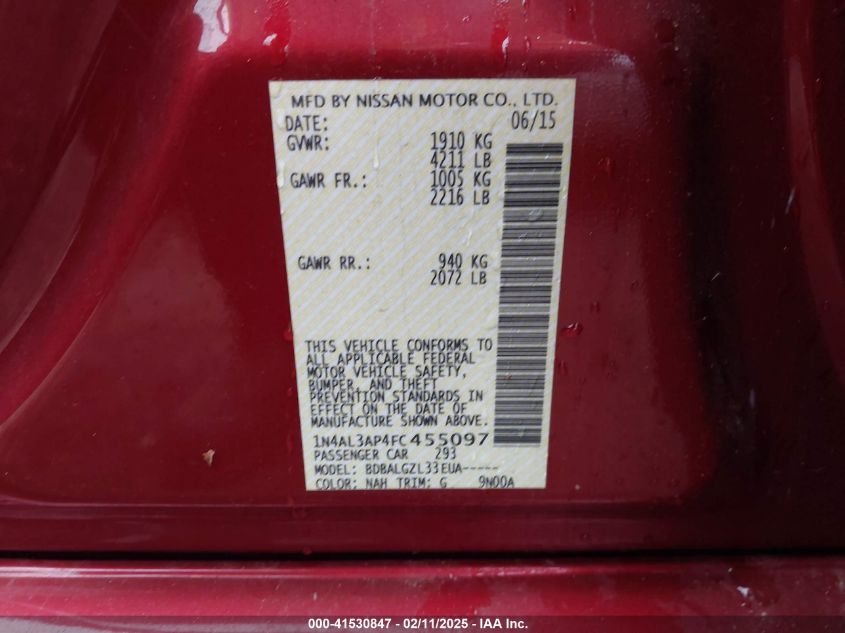 MFD BY NISSAN MOTOR CO., LTD.
DATE: 06/15
GVWR: 1910 KG
4211 LB
GAWR FR.: 1005 KG
2216 LB
GAWR RR.: 940 KG
2072 LB
THIS VEHICLE CONFORMS TO
ALL APPLICABLE FEDERAL
MOTOR VEHICLE SAFETY,
BUMPER, AND THEFT
PREVENTION STANDARDS IN
EFFECT ON THE DATE OF
MANUFACTURE SHOWN ABOVE.
1N4AL3AP4FC455097
PASSENGER CAR 293
MODEL: BDBALGZL33EUA-----
COLOR: NAH TRIM: G 9N00A
000-41530847 - 02/11/2025 - IAA Inc.